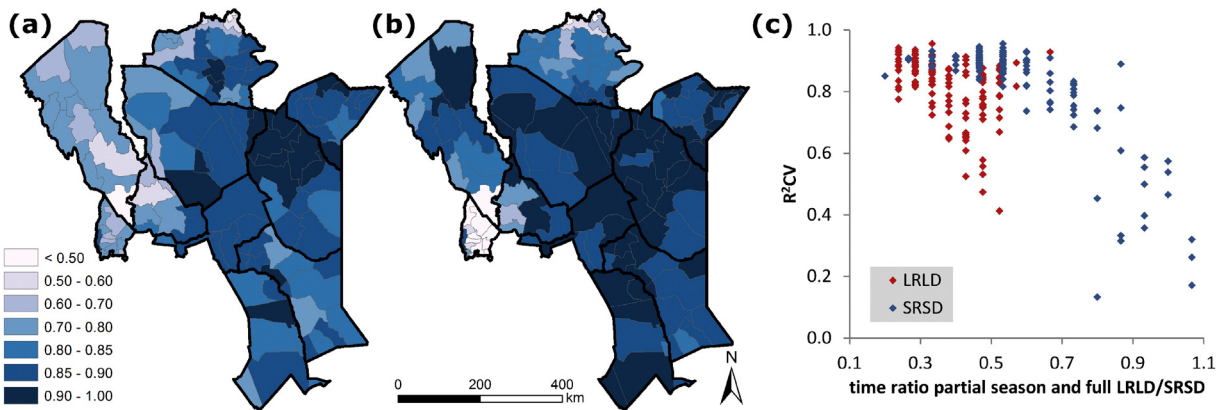 (a)
(b)
(c)
< 0.50
0.50 - 0.60
0.60 - 0.70
0.70 - 0.80
0.80 - 0.85
0.85 - 0.90
0.90 - 1.00
0 200 400
km
N
R²CV
1.0
0.8
0.6
0.4
0.2
0.0
LRLD
SRSD
0.1 0.3 0.5 0.7 0.9 1.1
time ratio partial season and full LRLD/SRSD